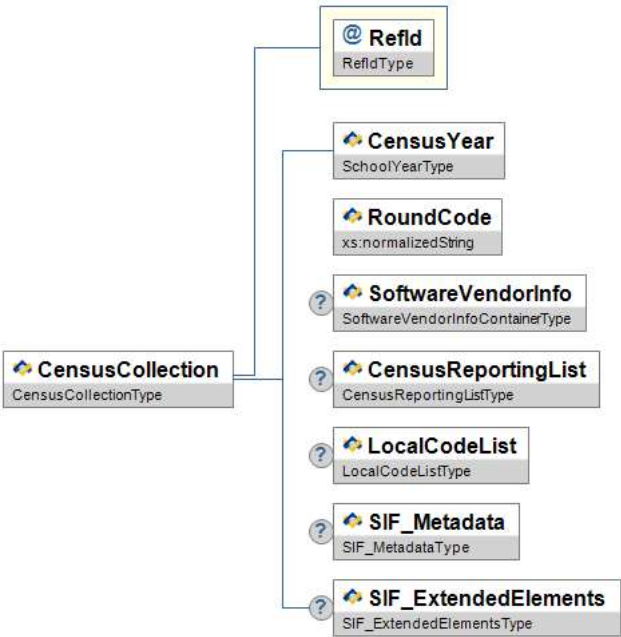 @ RefId
RefIdType
CensusYear
SchoolYearType
RoundCode
xs:normalizedString
? SoftwareVendorInfo
SoftwareVendorInfoContainerType
CensusCollection
CensusCollectionType
? CensusReportingList
CensusReportingListType
? LocalCodeList
LocalCodeListType
? SIF_Metadata
SIF_MetadataType
? SIF_ExtendedElements
SIF_ExtendedElementsType